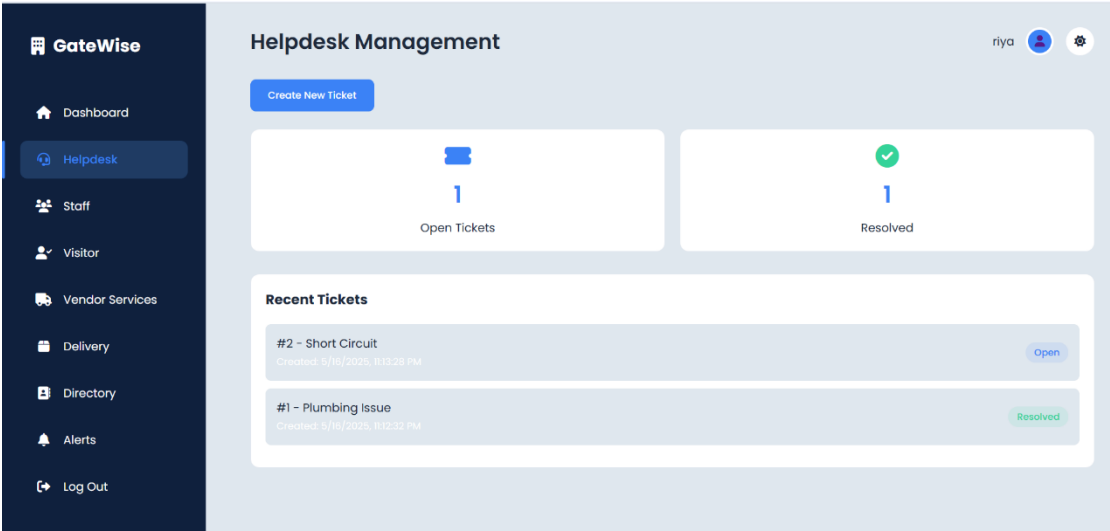 GateWise
Dashboard
Helpdesk
Staff
Visitor
Vendor Services
Delivery
Directory
Alerts
Log Out
Helpdesk Management
riya
Create New Ticket
1
Open Tickets
1
Resolved
Recent Tickets
#2 - Short Circuit
Created: 5/16/2025, 11:13:28 PM
Open
#1 - Plumbing Issue
Created: 5/16/2025, 11:12:32 PM
Resolved